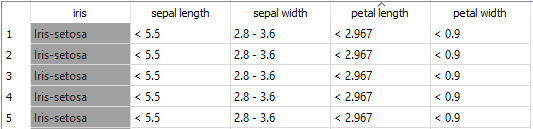 iris sepal length sepal width petal length petal width
1 Iris-setosa < 5.5 2.8 - 3.6 < 2.967 < 0.9
2 Iris-setosa < 5.5 2.8 - 3.6 < 2.967 < 0.9
3 Iris-setosa < 5.5 2.8 - 3.6 < 2.967 < 0.9
4 Iris-setosa < 5.5 2.8 - 3.6 < 2.967 < 0.9
5 Iris-setosa < 5.5 2.8 - 3.6 < 2.967 < 0.9